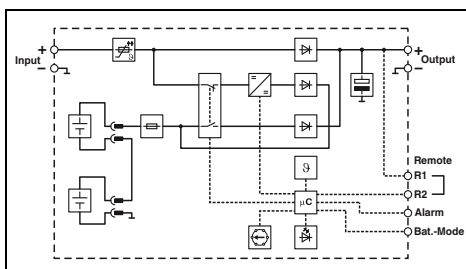 +
Input
−
+
Output
−
ϑ
=
=
Remote
R1
R2
Alarm
Bat.-Mode
ϑ
µC